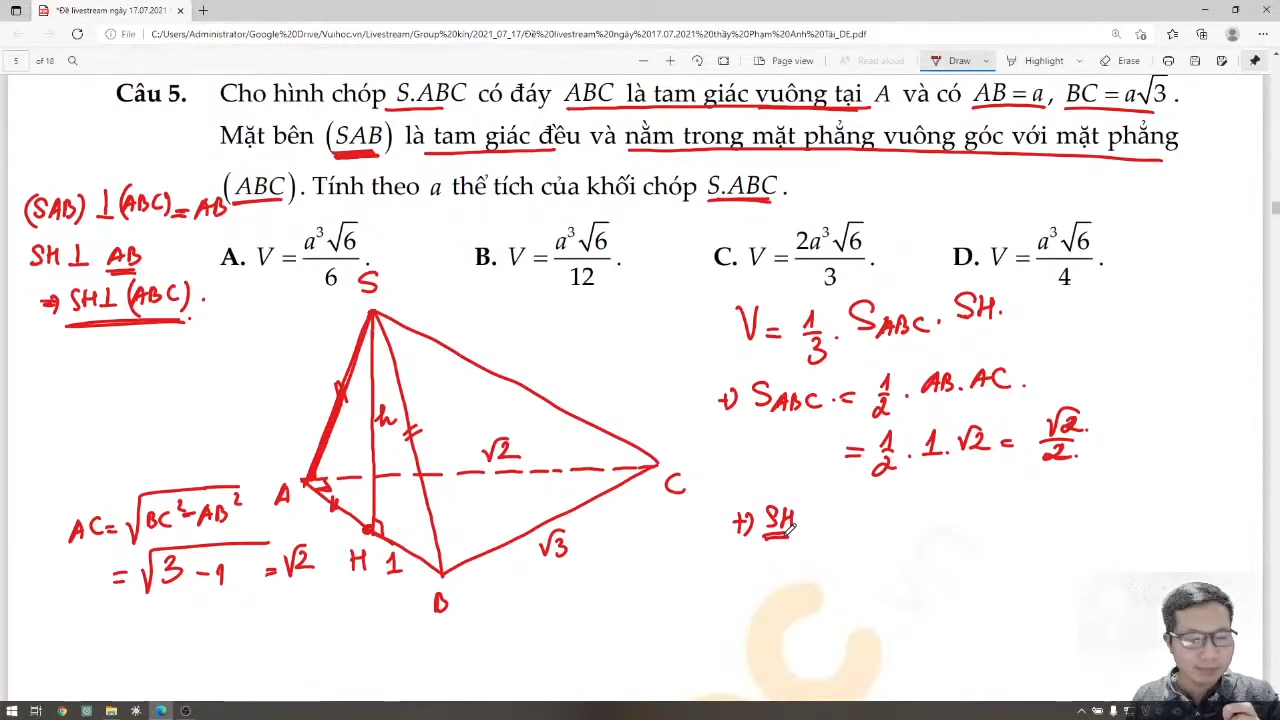 *Đề livestream ngày 17.07.2021 t
File
C:/Users/Administrator/Google%20Drive/Vuihoc.vn/Livestream/Group%20kin/2021_07_17/Đề%20livestream%20ngày%2017.07.2021%20thầy%20Phạm%20Anh%20Tài_DE.pdf
5 of 18
Page view
Read aloud
Draw
Highlight
Erase
Câu 5. Cho hình chóp S.ABC có đáy ABC là tam giác vuông tại A và có AB = a, BC = a√3.
Mặt bên (SAB) là tam giác đều và nằm trong mặt phẳng vuông góc với mặt phẳng
(ABC). Tính theo a thể tích của khối chóp S.ABC.
A. V = a³√6/6. B. V = a³√6/12. C. V = 2a³√6/3. D. V = a³√6/4.
(SAB) ⊥ (ABC) = AB
SH ⊥ AB
⇒ SH ⊥ (ABC).
S
h
√2
A
C
H
1
√3
B
AC = √(BC² - AB²)
= √(3 - 1) = √2
V = 1/3 . S_ABC . SH.
+) S_ABC = 1/2 . AB . AC.
= 1/2 . 1 . √2 = √2/2.
+) SH